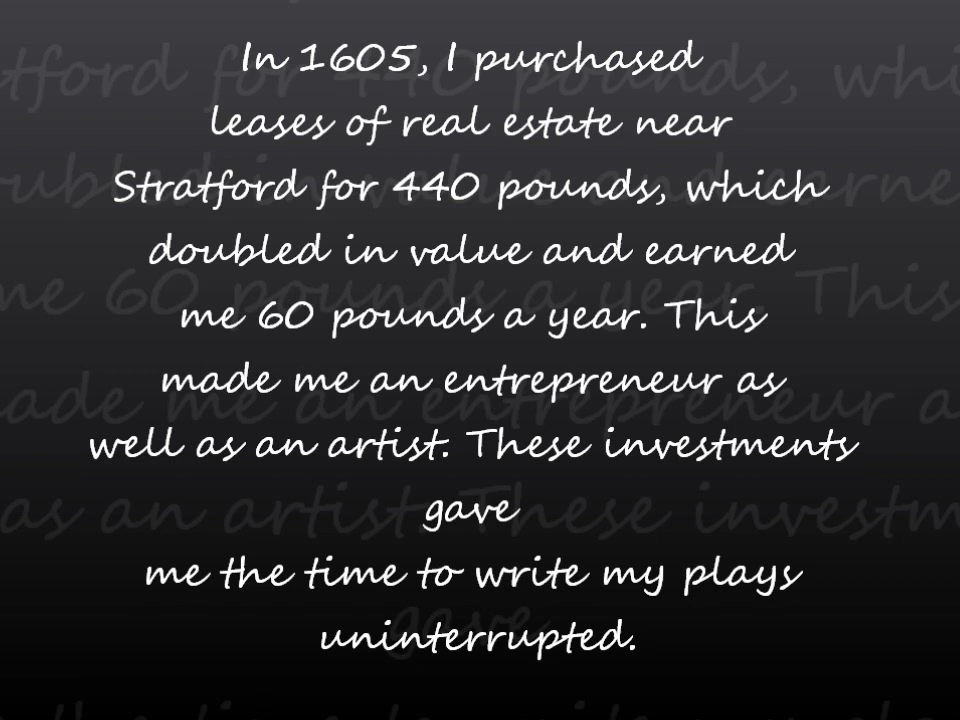 In 1605, I purchased
leases of real estate near
Stratford for 440 pounds, which
doubled in value and earned
me 60 pounds a year. This
made me an entrepreneur as
well as an artist. These investments
gave
me the time to write my plays
uninterrupted.